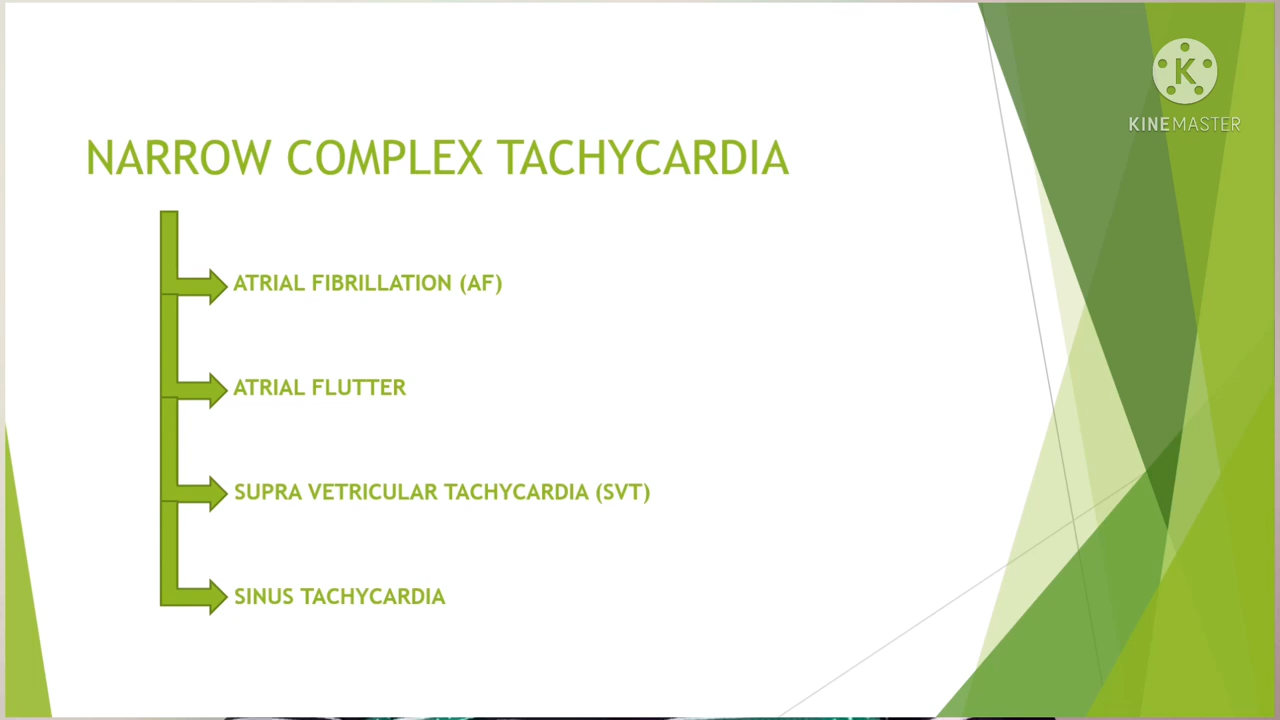 K
KINEMASTER
NARROW COMPLEX TACHYCARDIA
ATRIAL FIBRILLATION (AF)
ATRIAL FLUTTER
SUPRA VETRICULAR TACHYCARDIA (SVT)
SINUS TACHYCARDIA